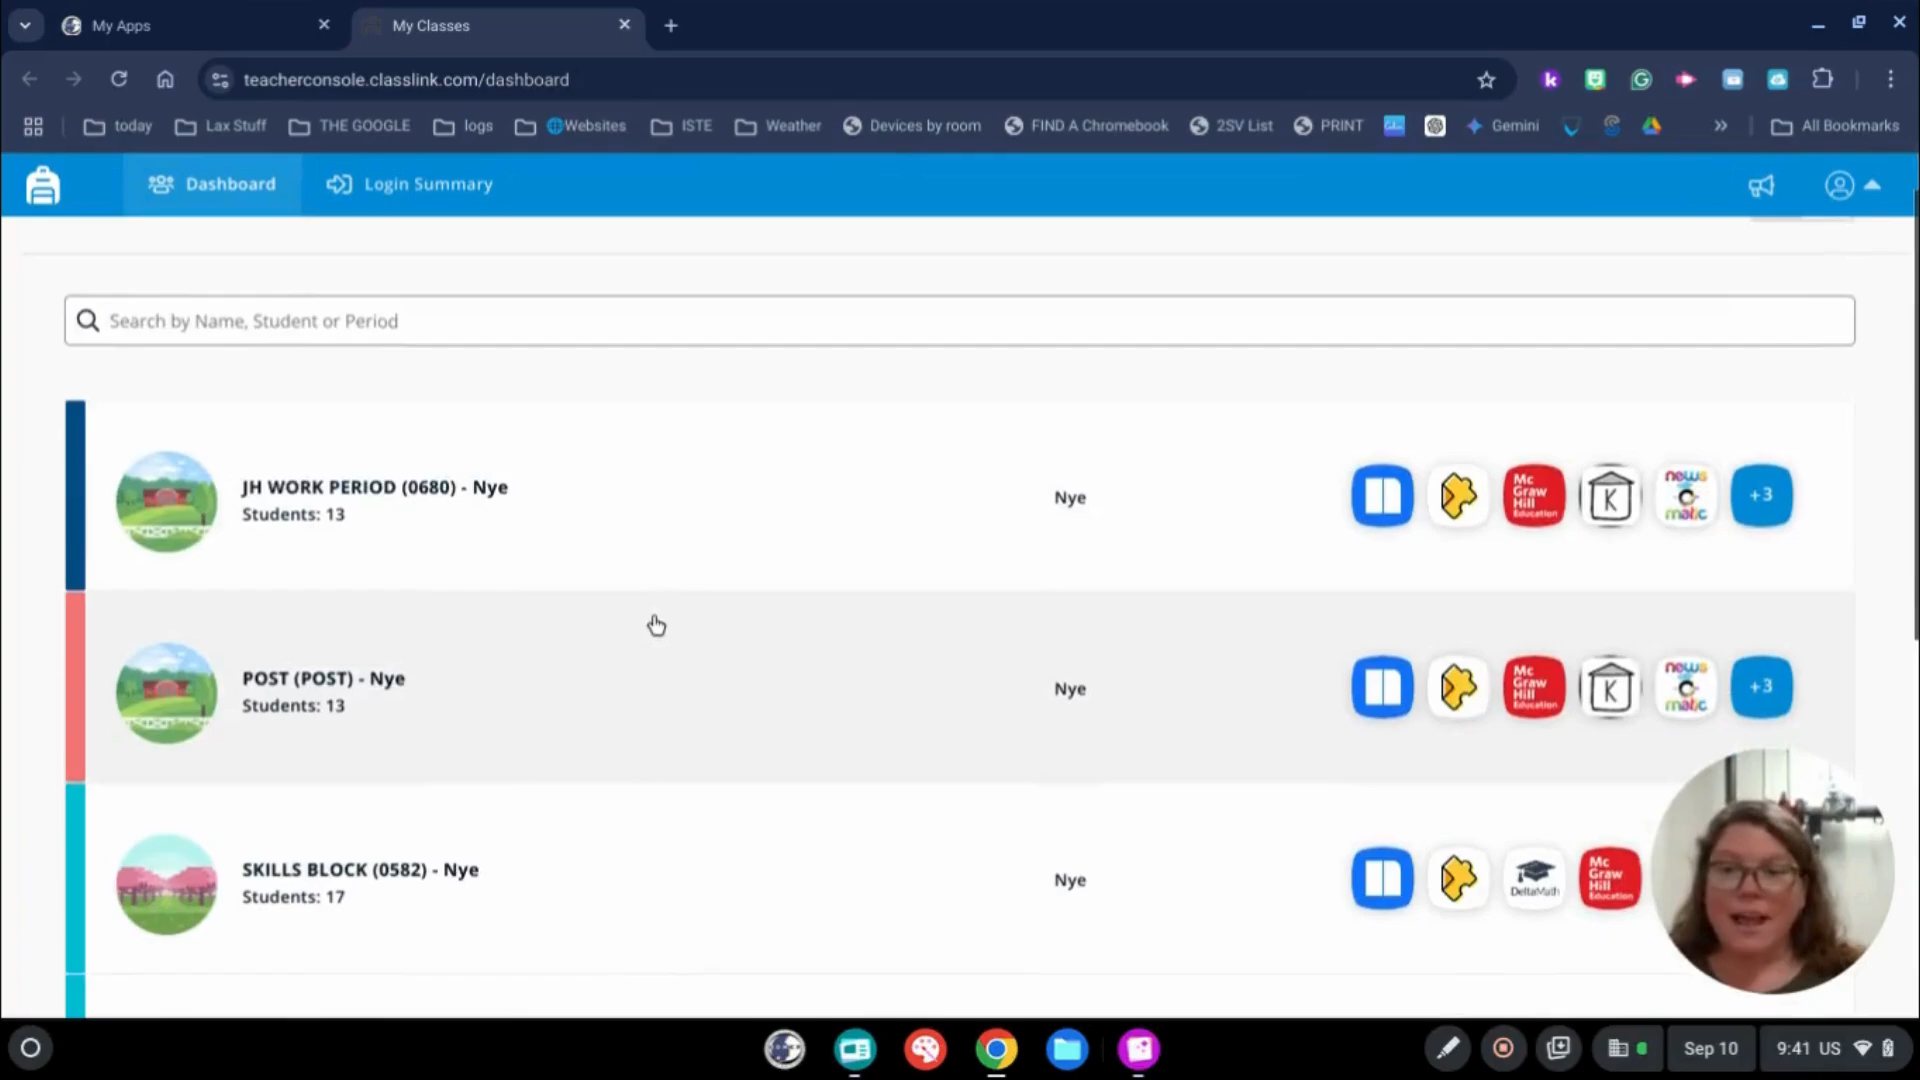 My Apps
My Classes
teacherconsole.classlink.com/dashboard
today
Lax Stuff
THE GOOGLE
logs
Websites
ISTE
Weather
Devices by room
FIND A Chromebook
2SV List
PRINT
Gemini
All Bookmarks
Dashboard
Login Summary
Search by Name, Student or Period
JH WORK PERIOD (0680) - Nye
Students: 13
Nye
Mc
Graw
Hill
Education
K
news
matic
+3
POST (POST) - Nye
Students: 13
Nye
Mc
Graw
Hill
Education
K
news
matic
+3
SKILLS BLOCK (0582) - Nye
Students: 17
Nye
DeltaMath
Mc
Graw
Hill
Education
Sep 10
9:41 US